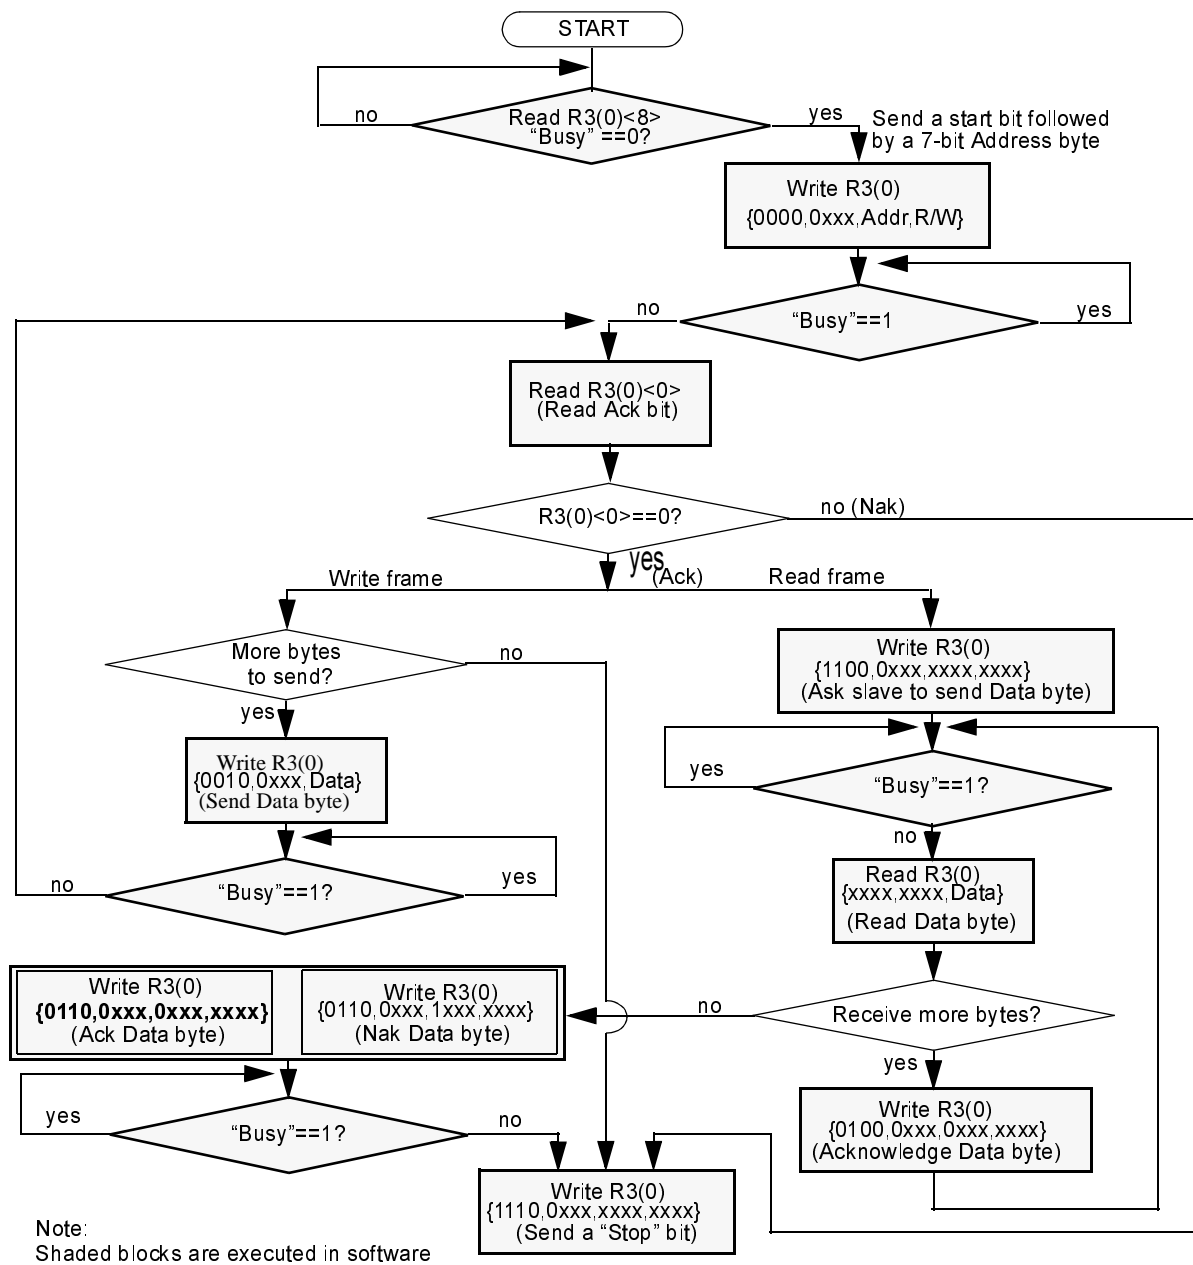 START
no
Read R3(0)<8>
“Busy” ==0?
yes
Send a start bit followed
by a 7-bit Address byte
Write R3(0)
{0000,0xxx,Addr,R/W}
no
“Busy”==1
yes
Read R3(0)<0>
(Read Ack bit)
R3(0)<0>==0?
no (Nak)
yes
(Ack)
Write frame
Read frame
More bytes
to send?
no
yes
Write R3(0)
{1100,0xxx,xxxx,xxxx}
(Ask slave to send Data byte)
Write R3(0)
{0010,0xxx,Data}
(Send Data byte)
yes
“Busy”==1?
no
no
“Busy”==1?
yes
Read R3(0)
{xxxx,xxxx,Data}
(Read Data byte)
Write R3(0)
{0110,0xxx,0xxx,xxxx}
(Ack Data byte)
Write R3(0)
{0110,0xxx,1xxx,xxxx}
(Nak Data byte)
no
Receive more bytes?
yes
yes
“Busy”==1?
no
Write R3(0)
{0100,0xxx,0xxx,xxxx}
(Acknowledge Data byte)
Write R3(0)
{1110,0xxx,xxxx,xxxx}
(Send a “Stop” bit)
Note:
Shaded blocks are executed in software